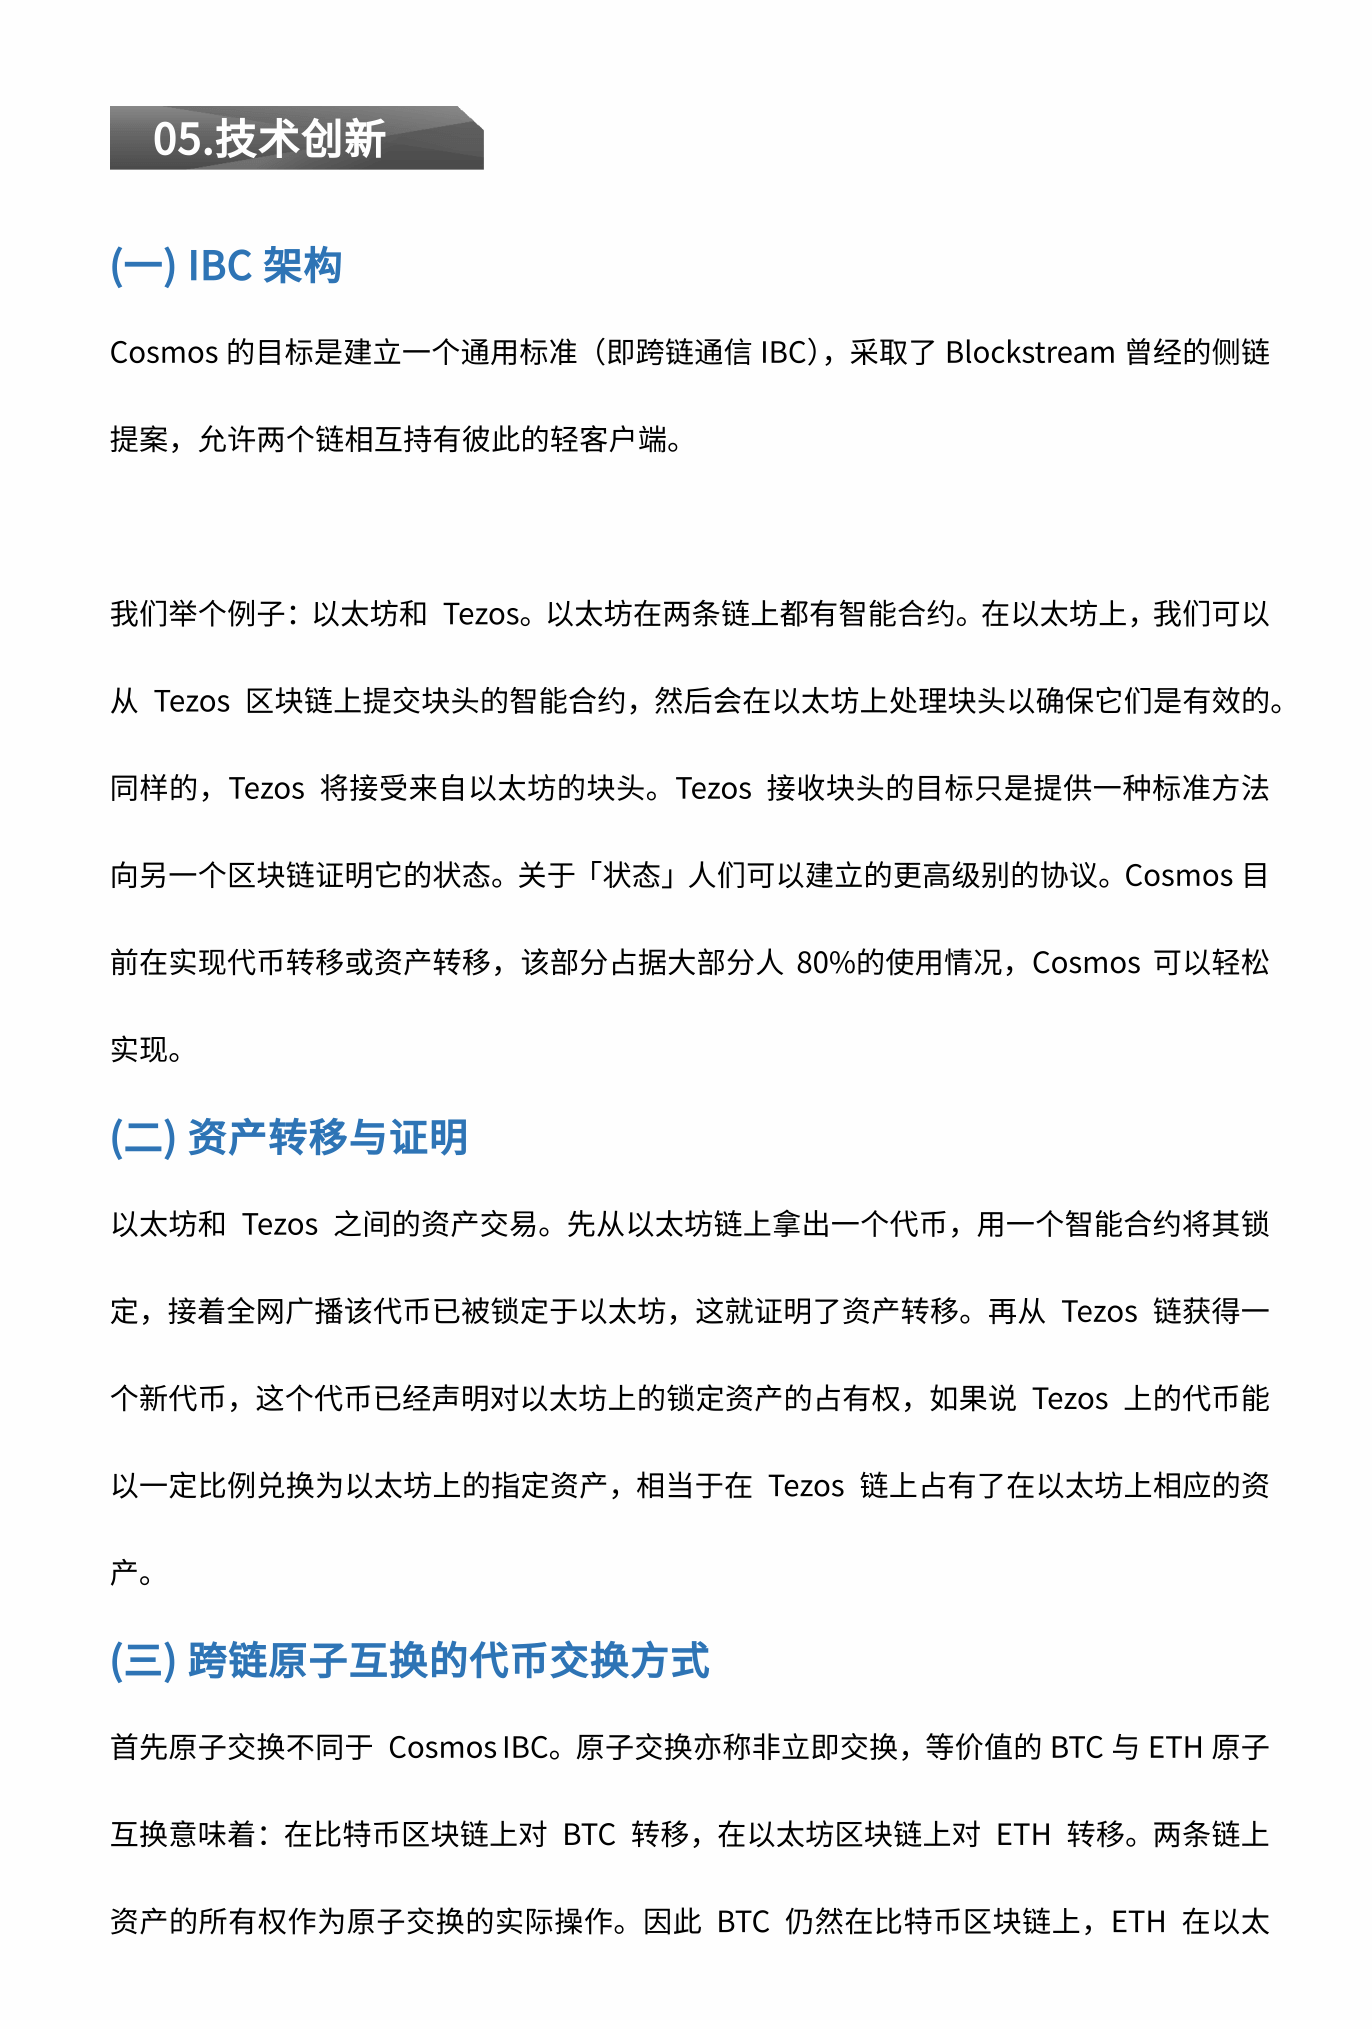 05.技术创新
(一) IBC 架构
Cosmos 的目标是建立一个通用标准（即跨链通信 IBC），采取了 Blockstream 曾经的侧链
提案，允许两个链相互持有彼此的轻客户端。
我们举个例子：以太坊和 Tezos。以太坊在两条链上都有智能合约。在以太坊上，我们可以
从 Tezos 区块链上提交块头的智能合约，然后会在以太坊上处理块头以确保它们是有效的。
同样的，Tezos 将接受来自以太坊的块头。Tezos 接收块头的目标只是提供一种标准方法
向另一个区块链证明它的状态。关于「状态」人们可以建立的更高级别的协议。Cosmos 目
前在实现代币转移或资产转移，该部分占据大部分人 80%的使用情况，Cosmos 可以轻松
实现。
(二) 资产转移与证明
以太坊和 Tezos 之间的资产交易。先从以太坊链上拿出一个代币，用一个智能合约将其锁
定，接着全网广播该代币已被锁定于以太坊，这就证明了资产转移。再从 Tezos 链获得一
个新代币，这个代币已经声明对以太坊上的锁定资产的占有权，如果说 Tezos 上的代币能
以一定比例兑换为以太坊上的指定资产，相当于在 Tezos 链上占有了在以太坊上相应的资
产。
(三) 跨链原子互换的代币交换方式
首先原子交换不同于 Cosmos IBC。原子交换亦称非立即交换，等价值的 BTC 与 ETH 原子
互换意味着：在比特币区块链上对 BTC 转移，在以太坊区块链上对 ETH 转移。两条链上
资产的所有权作为原子交换的实际操作。因此 BTC 仍然在比特币区块链上，ETH 在以太